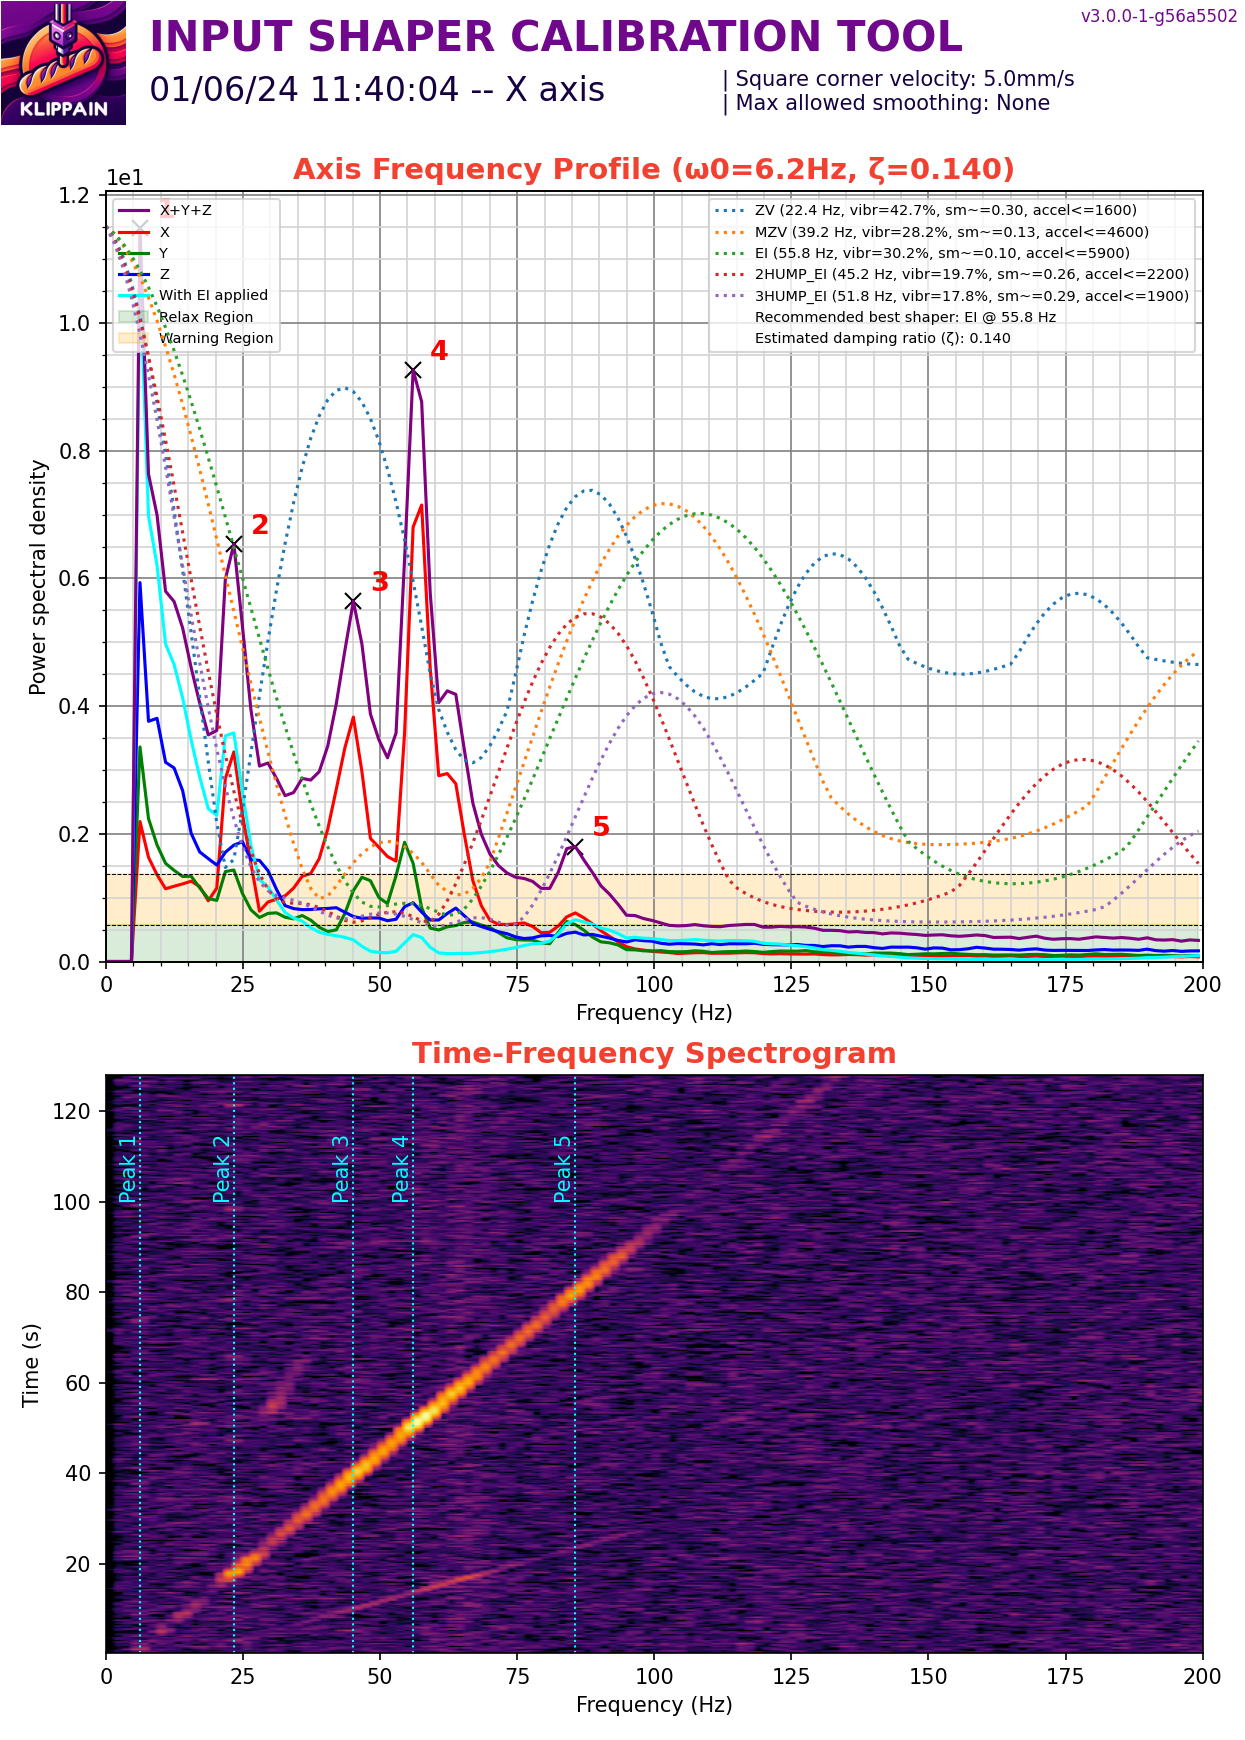 KLIPPAIN
INPUT SHAPER CALIBRATION TOOL
v3.0.0-1-g56a5502
01/06/24 11:40:04 -- X axis
| Square corner velocity: 5.0mm/s
| Max allowed smoothing: None
Axis Frequency Profile (ω0=6.2Hz, ζ=0.140)
1e1
1.2
1.0
0.8
0.6
0.4
0.2
0.0
Power spectral density
X+Y+Z
X
Y
Z
With EI applied
Relax Region
Warning Region
ZV (22.4 Hz, vibr=42.7%, sm~=0.30, accel<=1600)
MZV (39.2 Hz, vibr=28.2%, sm~=0.13, accel<=4600)
EI (55.8 Hz, vibr=30.2%, sm~=0.10, accel<=5900)
2HUMP_EI (45.2 Hz, vibr=19.7%, sm~=0.26, accel<=2200)
3HUMP_EI (51.8 Hz, vibr=17.8%, sm~=0.29, accel<=1900)
Recommended best shaper: EI @ 55.8 Hz
Estimated damping ratio (ζ): 0.140
1
2
3
4
5
0 25 50 75 100 125 150 175 200
Frequency (Hz)
Time-Frequency Spectrogram
120
100
80
60
40
20
Time (s)
Peak 1
Peak 2
Peak 3
Peak 4
Peak 5
0 25 50 75 100 125 150 175 200
Frequency (Hz)